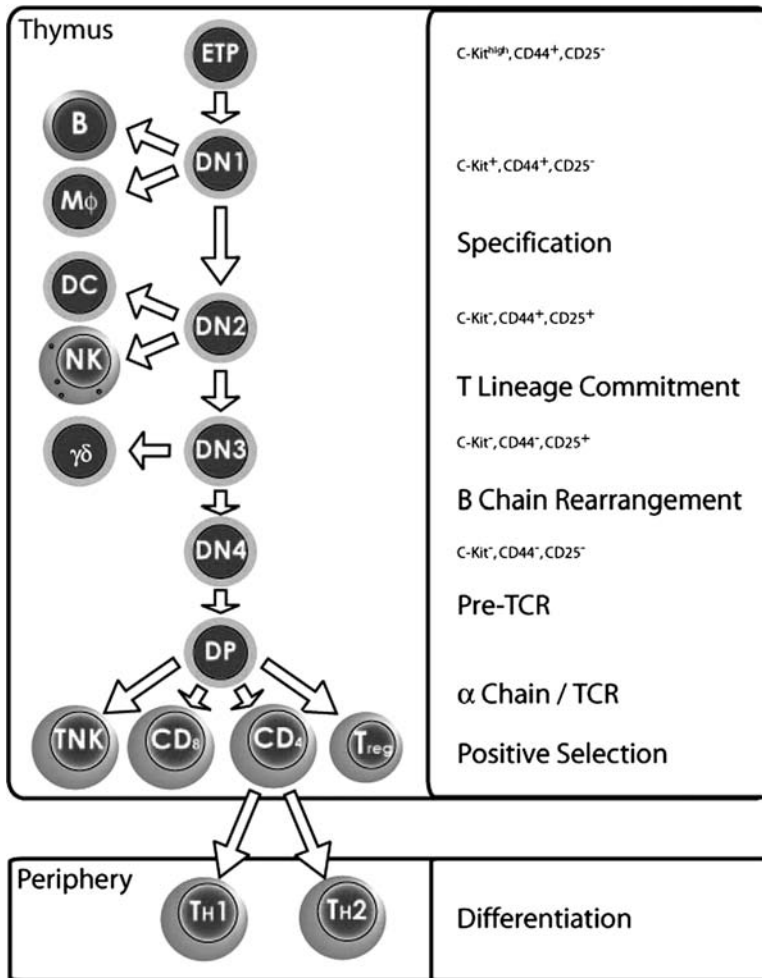 Thymus
ETP
C-Kitʰⁱᵍʰ, CD44⁺, CD25⁻
B
DN1
C-Kit⁺, CD44⁺, CD25⁻
Mϕ
Specification
DC
DN2
C-Kit⁻, CD44⁺, CD25⁺
NK
T Lineage Commitment
γδ
DN3
C-Kit⁻, CD44⁻, CD25⁺
B Chain Rearrangement
DN4
C-Kit⁻, CD44⁻, CD25⁻
Pre-TCR
DP
α Chain / TCR
TNK
CD₈
CD₄
Treg
Positive Selection
Periphery
TH1
TH2
Differentiation